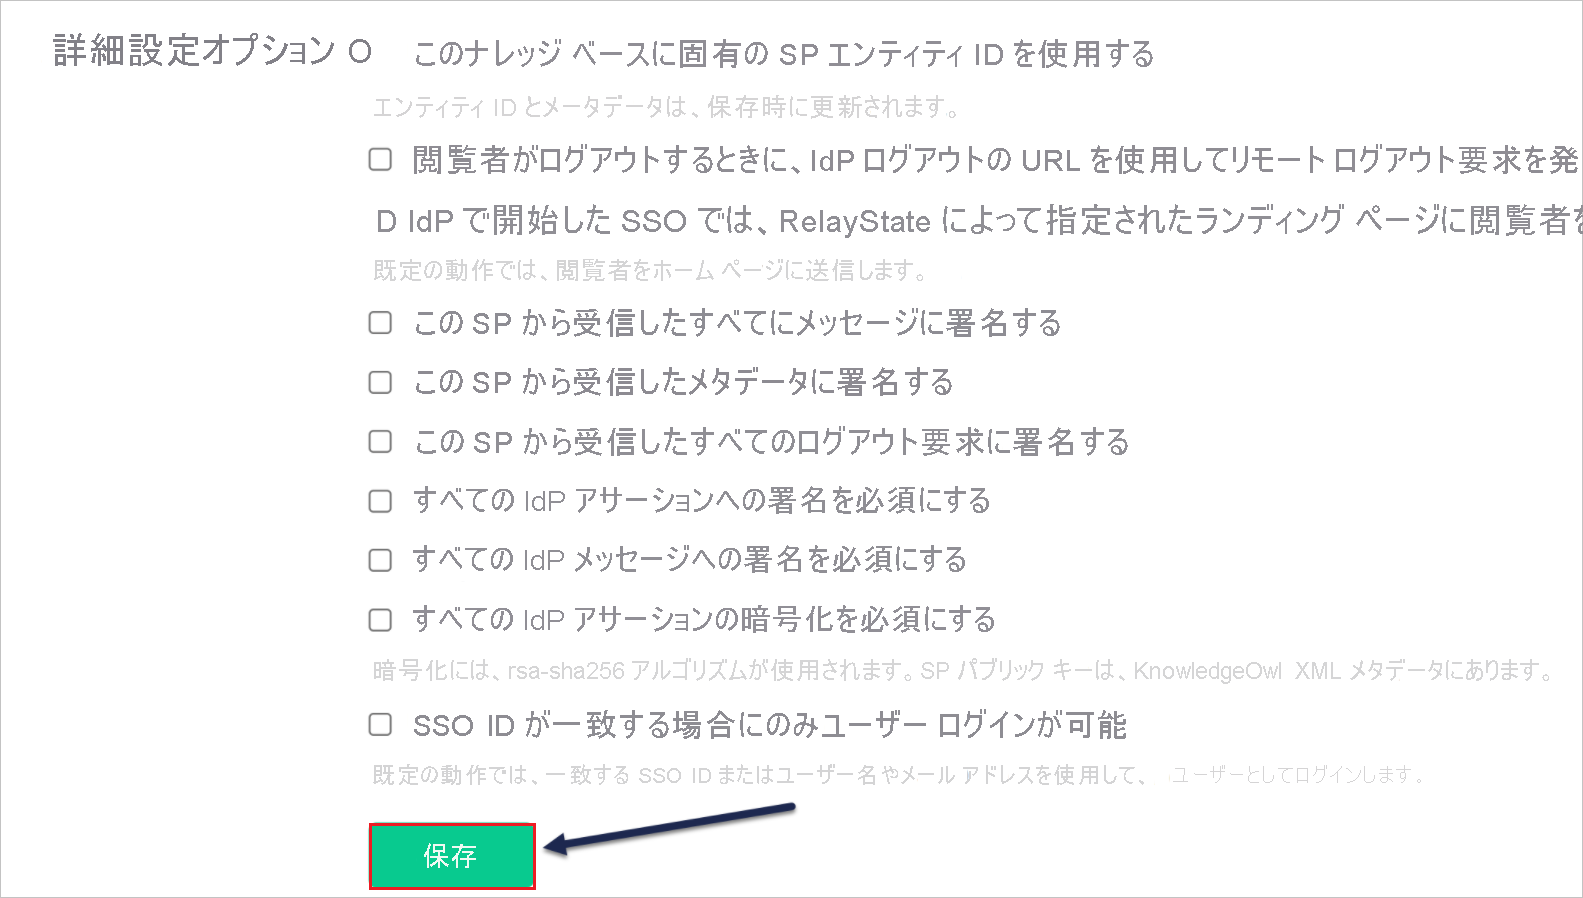 詳細設定オプション O このナレッジ ベースに固有の SP エンティティ ID を使用する
エンティティ ID とメータデータは、保存時に更新されます。
閲覧者がログアウトするときに、IdP ログアウトの URL を使用してリモート ログアウト要求を発
D IdP で開始した SSO では、RelayState によって指定されたランディング ページに閲覧者を
既定の動作では、閲覧者をホーム ページに送信します。
この SP から受信したすべてにメッセージに署名する
この SP から受信したメタデータに署名する
この SP から受信したすべてのログアウト要求に署名する
すべての IdP アサーションへの署名を必須にする
すべての IdP メッセージへの署名を必須にする
すべての IdP アサーションの暗号化を必須にする
暗号化には、rsa-sha256 アルゴリズムが使用されます。SP パブリック キーは、KnowledgeOwl XML メタデータにあります。
SSO ID が一致する場合にのみユーザー ログインが可能
既定の動作では、一致する SSO ID またはユーザー名やメール アドレスを使用して、 ユーザーとしてログインします。
保存